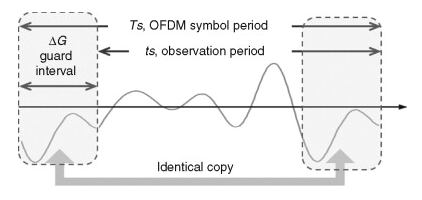 Ts, OFDM symbol period
ΔG
guard
interval
ts, observation period
Identical copy